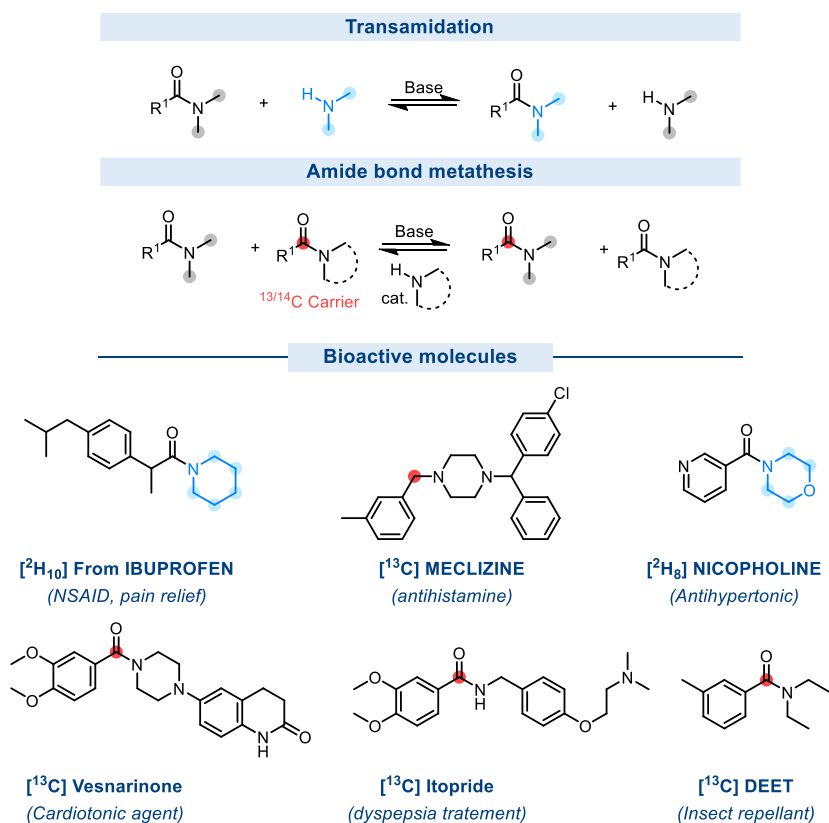 Transamidation
O
R¹ N + H N Base O R¹ N + H N
Amide bond metathesis
O
R¹ N + O R¹ N Base O R¹ N + O R¹ N
¹³/¹⁴C Carrier H N cat.
Bioactive molecules
O N
Cl N N
O N N O
[²H₁₀] From IBUPROFEN [¹³C] MECLIZINE [²H₈] NICOPHOLINE
(NSAID, pain relief) (antihistamine) (Antihypertonic)
O O O N N N H O
O O O N H O N
O N
[¹³C] Vesnarinone [¹³C] Itopride [¹³C] DEET
(Cardiotonic agent) (dyspepsia tratement) (Insect repellant)